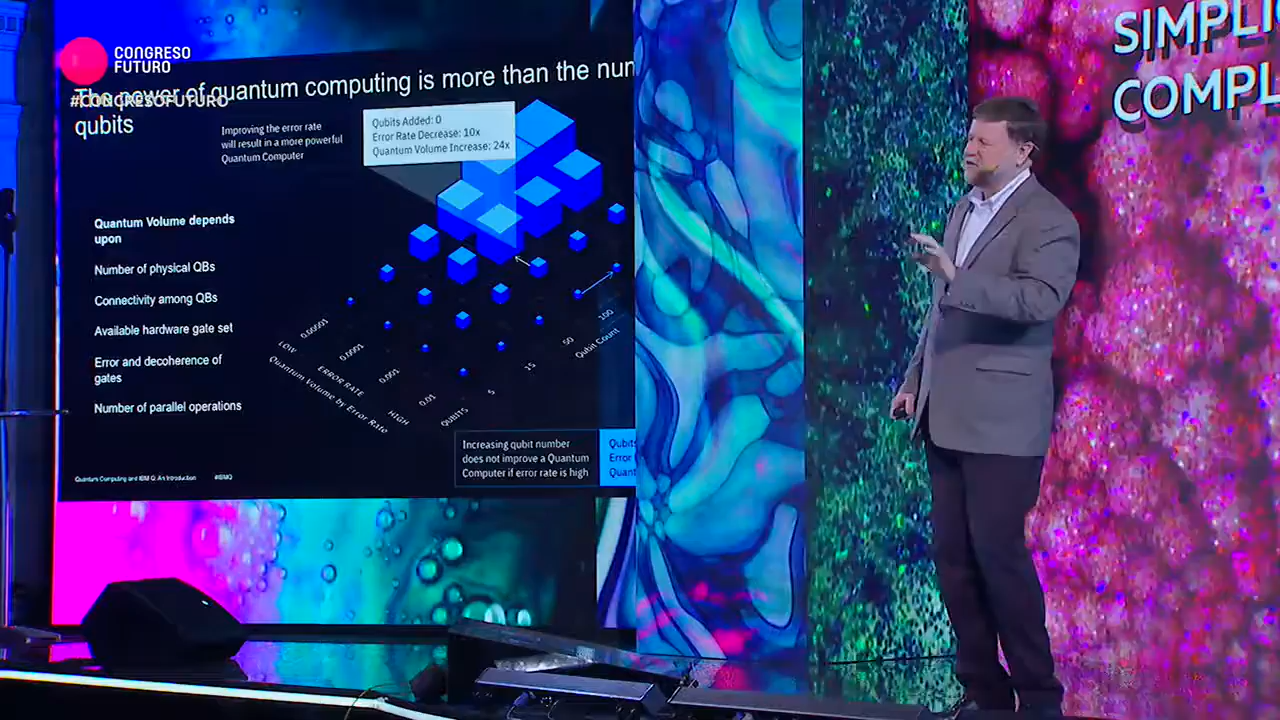 CONGRESO
FUTURO
#CONGRESOFUTURO
The power of quantum computing is more than the num
qubits
Improving the error rate
will result in a more powerful
Quantum Computer
Qubits Added: 0
Error Rate Decrease: 10x
Quantum Volume Increase: 24x
Quantum Volume depends
upon
Number of physical QBs
Connectivity among QBs
Available hardware gate set
Error and decoherence of
gates
Number of parallel operations
LOW
0.00001
0.0001
ERROR RATE
0.001
HIGH
0.01
Quantum Volume by Error Rate
QUBITS
5
15
50
100
Qubit Count
Increasing qubit number
does not improve a Quantum
Computer if error rate is high
Qubits
Error
Quant
Quantum Computing and IBM Q: An Introduction
#IBMQ
SIMPLI
COMPL